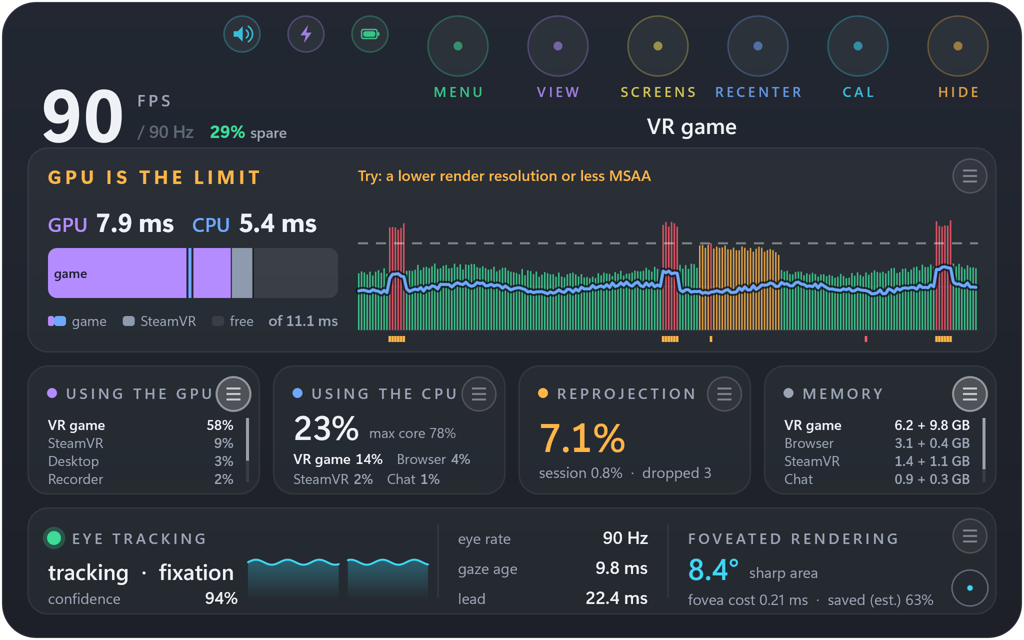 MENU VIEW SCREENS RECENTER CAL HIDE
90 FPS
/ 90 Hz 29% spare
VR game
GPU IS THE LIMIT
Try: a lower render resolution or less MSAA
GPU 7.9 ms CPU 5.4 ms
game
game SteamVR free of 11.1 ms
USING THE GPU
VR game 58%
SteamVR 9%
Desktop 3%
Recorder 2%
USING THE CPU
23% max core 78%
VR game 14% Browser 4%
SteamVR 2% Chat 1%
REPROJECTION
7.1%
session 0.8% · dropped 3
MEMORY
VR game 6.2 + 9.8 GB
Browser 3.1 + 0.4 GB
SteamVR 1.4 + 1.1 GB
Chat 0.9 + 0.3 GB
EYE TRACKING
tracking · fixation
confidence 94%
eye rate 90 Hz
gaze age 9.8 ms
lead 22.4 ms
FOVEATED RENDERING
8.4° sharp area
fovea cost 0.21 ms · saved (est.) 63%